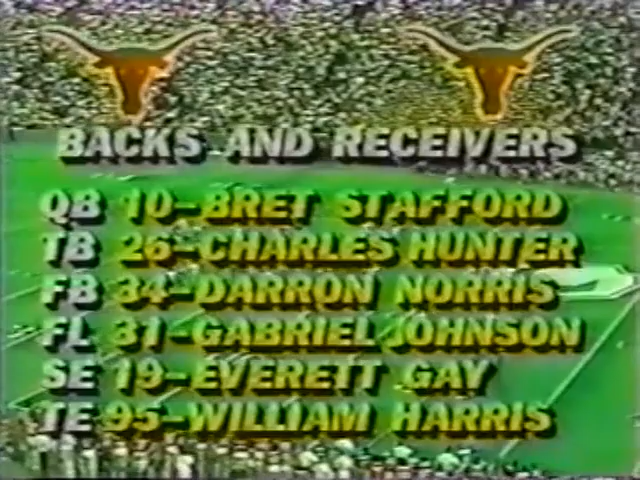 BACKS AND RECEIVERS
QB 10-BRET STAFFORD
TB 26-CHARLES HUNTER
FB 34-DARRON NORRIS
FL 31-GABRIEL JOHNSON
SE 19-EVERETT GAY
TE 95-WILLIAM HARRIS